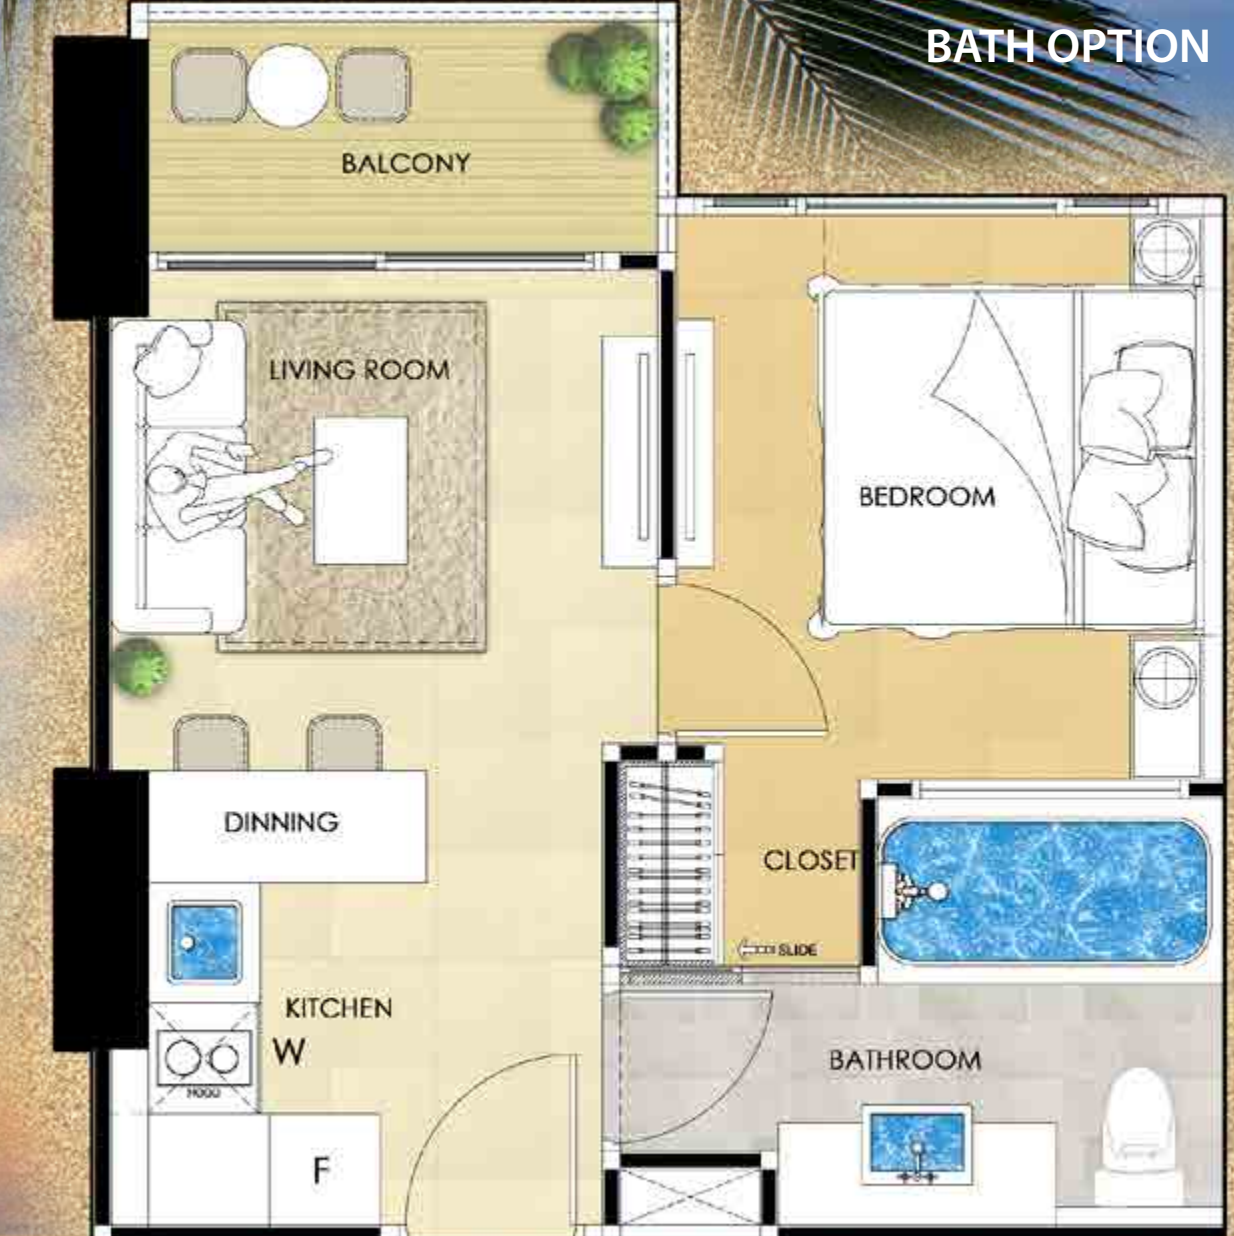 BATH OPTION
BALCONY
LIVING ROOM
BEDROOM
DINNING
CLOSET
SLIDE
KITCHEN
W
BATHROOM
HOOD
F